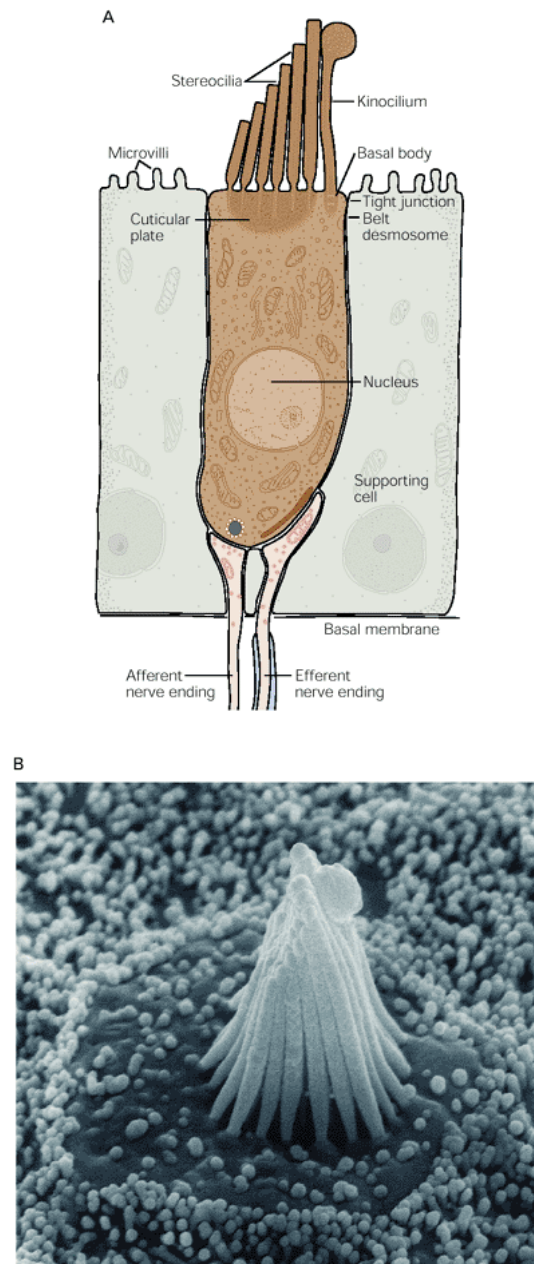 A
Stereocilia
Kinocilium
Microvilli
Basal body
Tight junction
Cuticular
plate
Belt
desmosome
Nucleus
Supporting
cell
Basal membrane
Afferent
nerve ending
Efferent
nerve ending
B